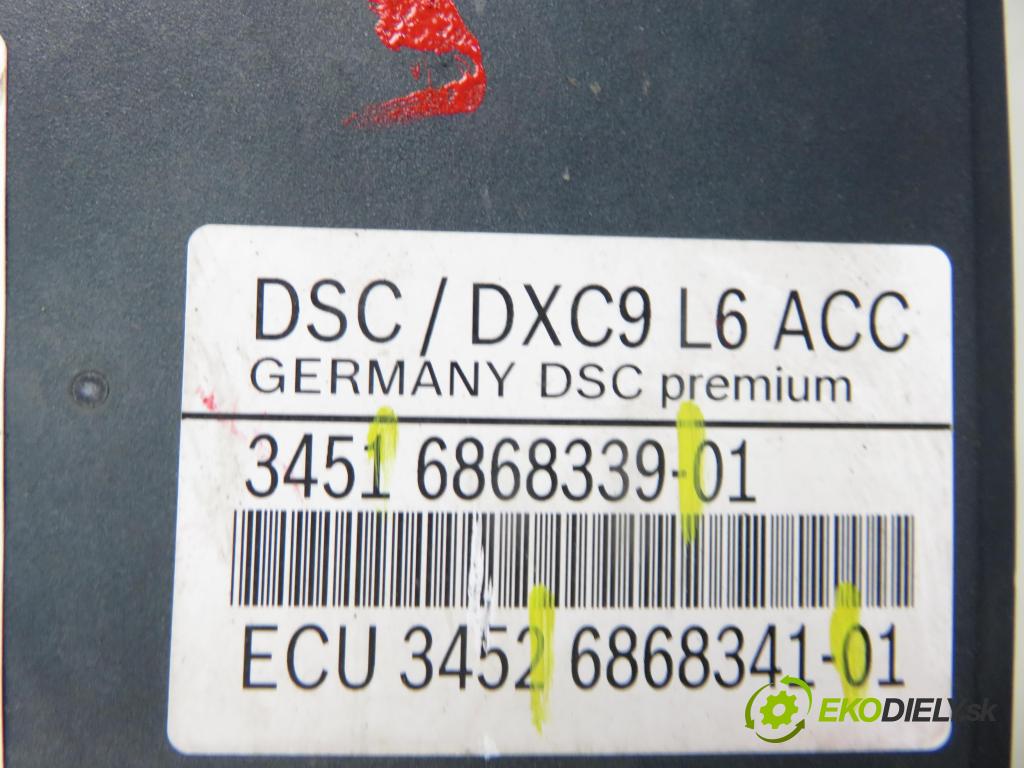 DSC / DXC9 L6 ACC
GERMANY DSC premium
3451 6868339-01
ECU 3452 6868341-01
EKODIELY.sk